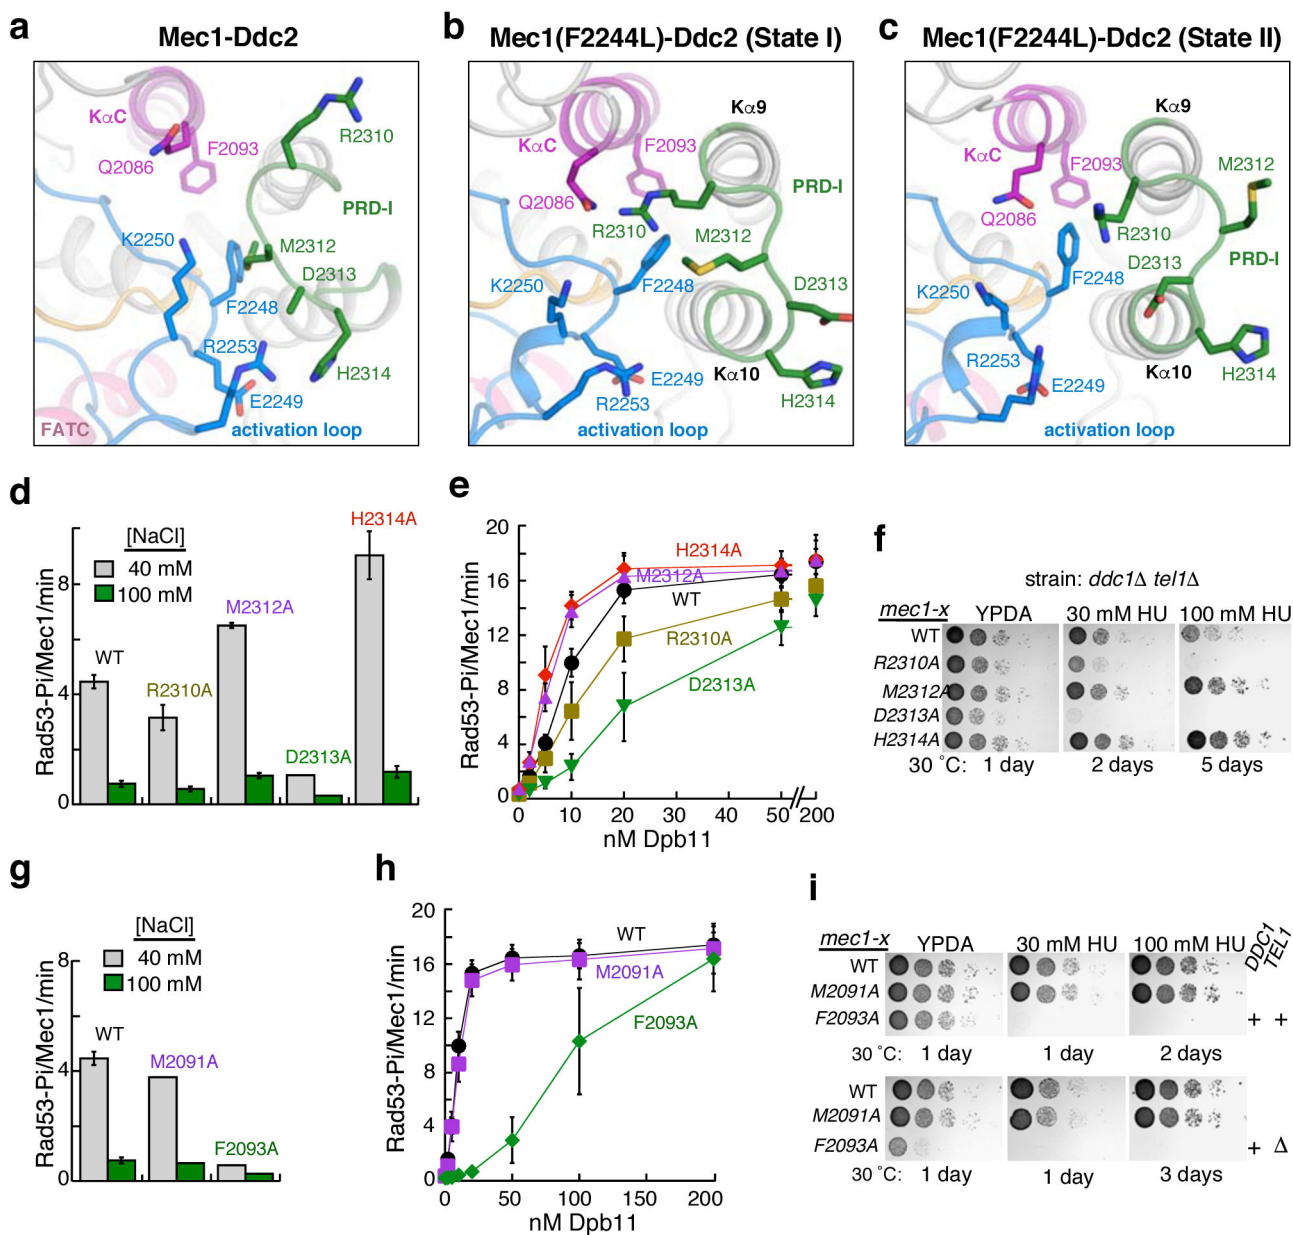 a
Mec1-Ddc2
KαC
Q2086
F2093
R2310
PRD-I
K2250
M2312
D2313
F2248
R2253
H2314
E2249
FATC
activation loop
b
Mec1(F2244L)-Ddc2 (State I)
Kα9
KαC
F2093
PRD-I
Q2086
R2310
M2312
K2250
F2248
D2313
E2249
Kα10
R2253
H2314
activation loop
c
Mec1(F2244L)-Ddc2 (State II)
Kα9
KαC
F2093
M2312
Q2086
R2310
D2313
PRD-I
K2250
F2248
R2253
E2249
Kα10
H2314
activation loop
d
Rad53-Pi/Mec1/min
8
4
0
[NaCl]
40 mM
100 mM
WT
R2310A
M2312A
D2313A
H2314A
e
Rad53-Pi/Mec1/min
20
16
12
8
4
0
H2314A
M2312A
WT
R2310A
D2313A
0 10 20 30 40 50 200
nM Dpb11
f
strain: ddc1Δ tel1Δ
mec1-x YPDA 30 mM HU 100 mM HU
WT
R2310A
M2312A
D2313A
H2314A
30 ˚C: 1 day 2 days 5 days
g
Rad53-Pi/Mec1/min
8
4
0
[NaCl]
40 mM
100 mM
WT
M2091A
F2093A
h
Rad53-Pi/Mec1/min
20
16
12
8
4
0
WT
M2091A
F2093A
0 50 100 150 200
nM Dpb11
i
mec1-x YPDA 30 mM HU 100 mM HU DDC1 TEL1
WT
M2091A
F2093A + +
30 ˚C: 1 day 1 day 2 days
WT
M2091A
F2093A + Δ
30 ˚C: 1 day 1 day 3 days